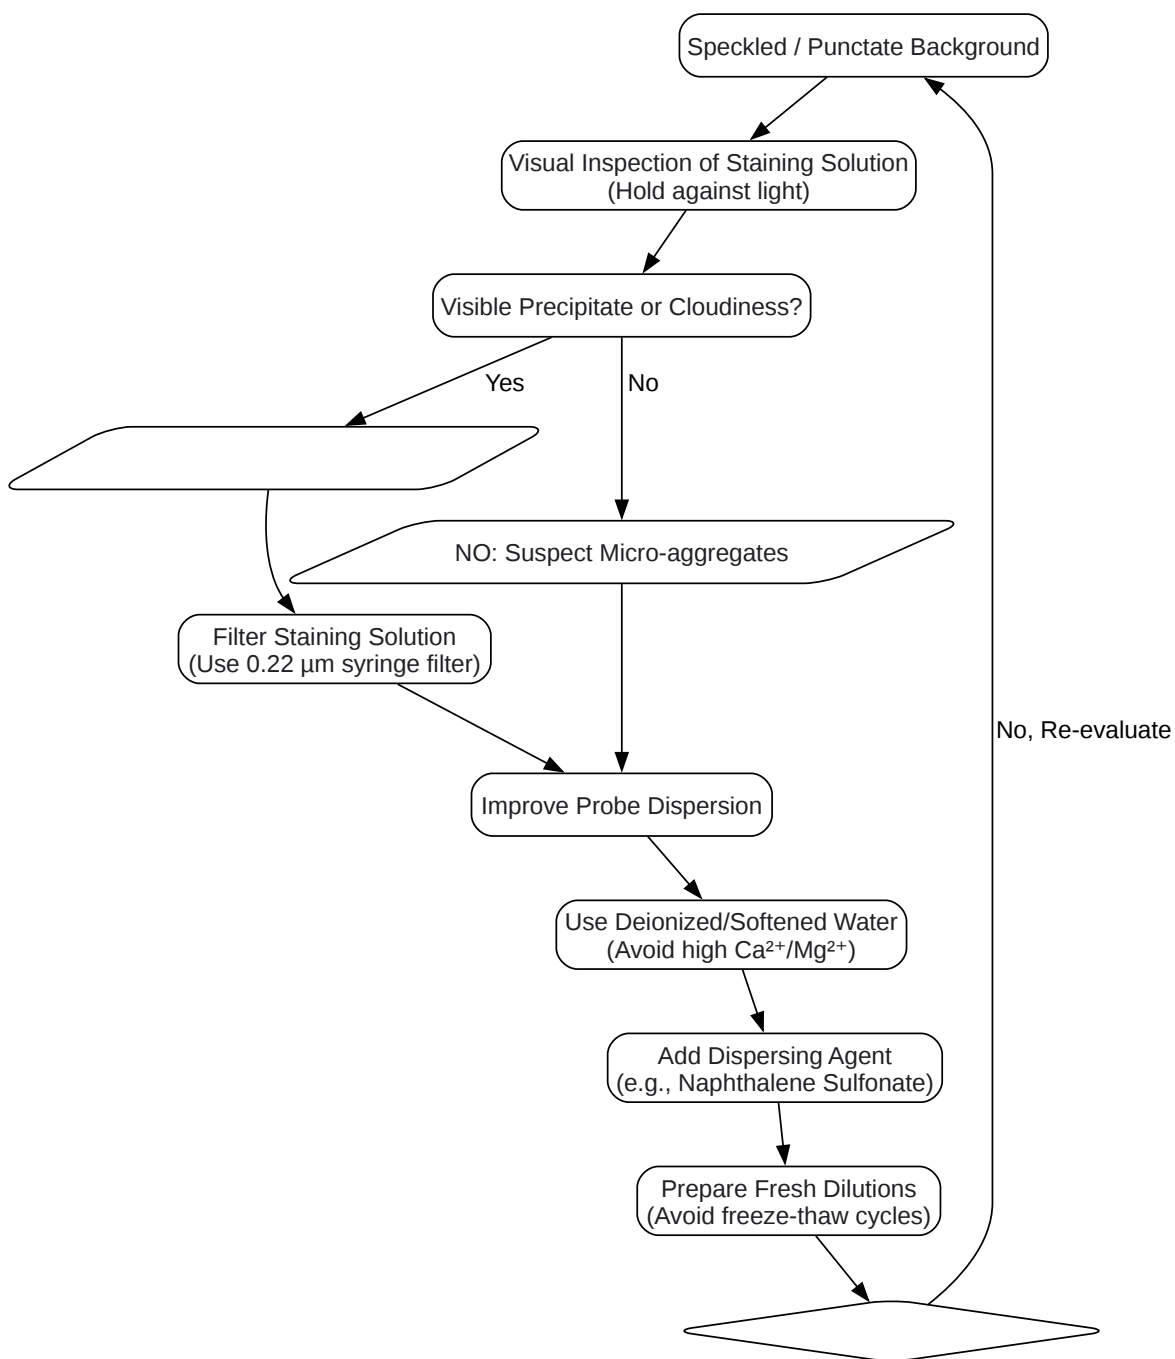 Speckled / Punctate Background
Visual Inspection of Staining Solution
(Hold against light)
Visible Precipitate or Cloudiness?
Yes
No
NO: Suspect Micro-aggregates
Filter Staining Solution
(Use 0.22 µm syringe filter)
No, Re-evaluate
Improve Probe Dispersion
Use Deionized/Softened Water
(Avoid high Ca²⁺/Mg²⁺)
Add Dispersing Agent
(e.g., Naphthalene Sulfonate)
Prepare Fresh Dilutions
(Avoid freeze-thaw cycles)